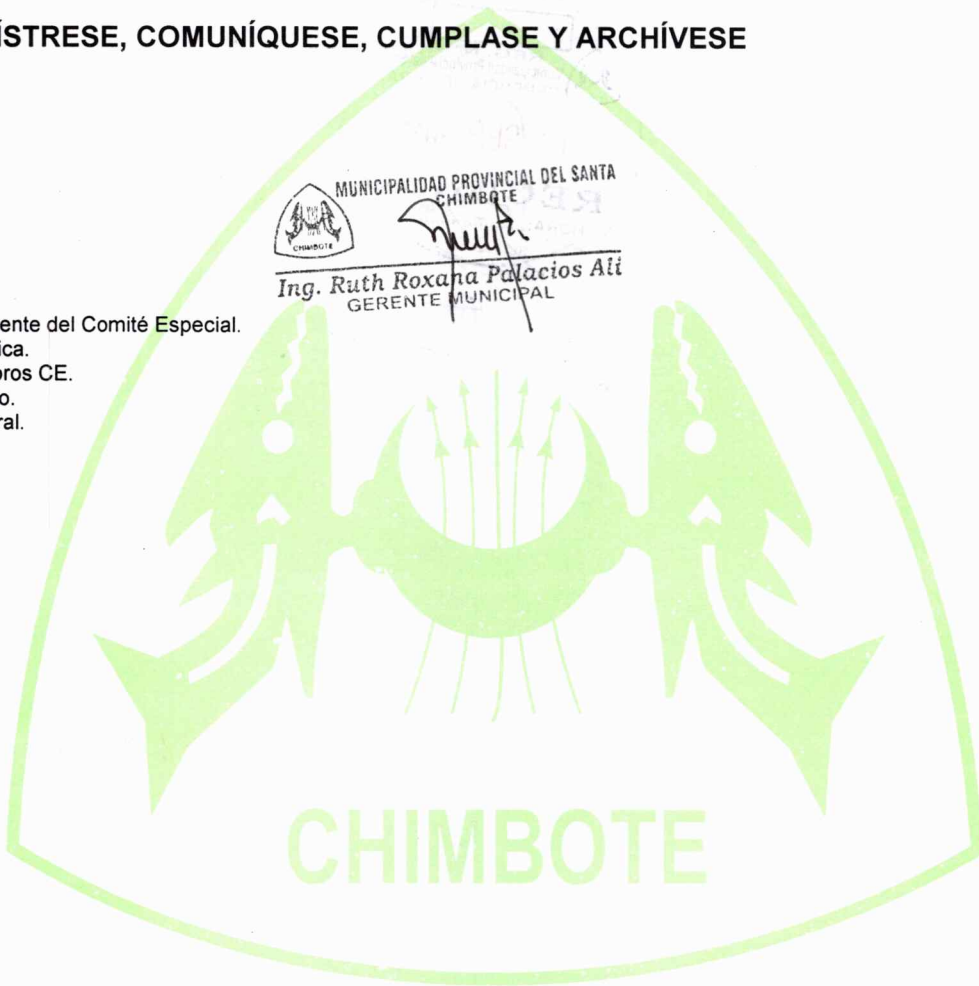 ÍSTRESE, COMUNÍQUESE, CUMPLASE Y ARCHÍVESE
MUNICIPALIDAD PROVINCIAL DEL SANTA
CHIMBOTE
CHIMBOTE
Ing. Ruth Roxana Palacios Ali
GERENTE MUNICIPAL
ente del Comité Especial.
ica.
bros CE.
o.
ral.
CHIMBOTE